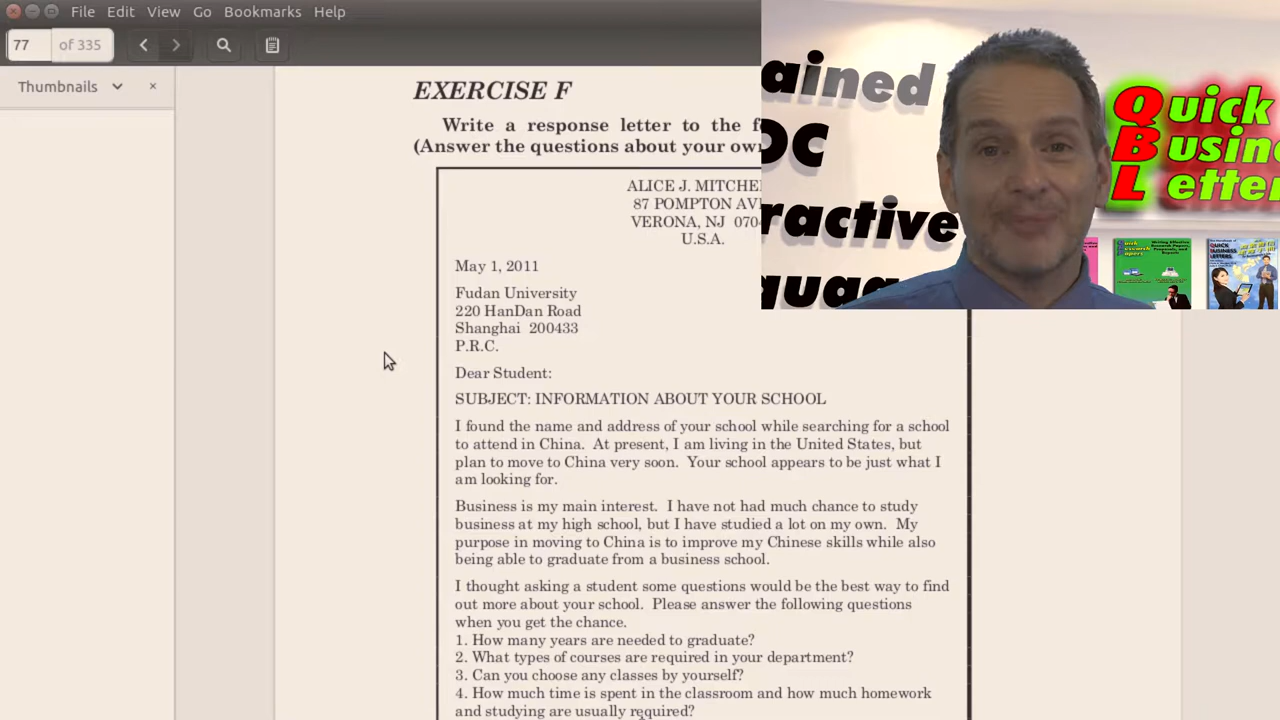 File Edit View Go Bookmarks Help
77 of 335
Thumbnails
EXERCISE F
Write a response letter to the
(Answer the questions about your
ALICE J.
87 POMPTON
VERONA, NJ
U.S.A.
May 1, 2011
Fudan University
220 HanDan Road
Shanghai 200433
P.R.C.
Dear Student:
SUBJECT: INFORMATION ABOUT YOUR SCHOOL
I found the name and address of your school while searching for a school
to attend in China. At present, I am living in the United States, but
plan to move to China very soon. Your school appears to be just what I
am looking for.
Business is my main interest. I have not had much chance to study
business at my high school, but I have studied a lot on my own. My
purpose in moving to China is to improve my Chinese skills while also
being able to graduate from a business school.
I thought asking a student some questions would be the best way to find
out more about your school. Please answer the following questions
when you get the chance.
1. How many years are needed to graduate?
2. What types of courses are required in your department?
3. Can you choose any classes by yourself?
4. How much time is spent in the classroom and how much homework
and studying are usually required?
ained
OC
ractive
Quick
Busin
Letter
QUICK
BUSINESS
LETTERS